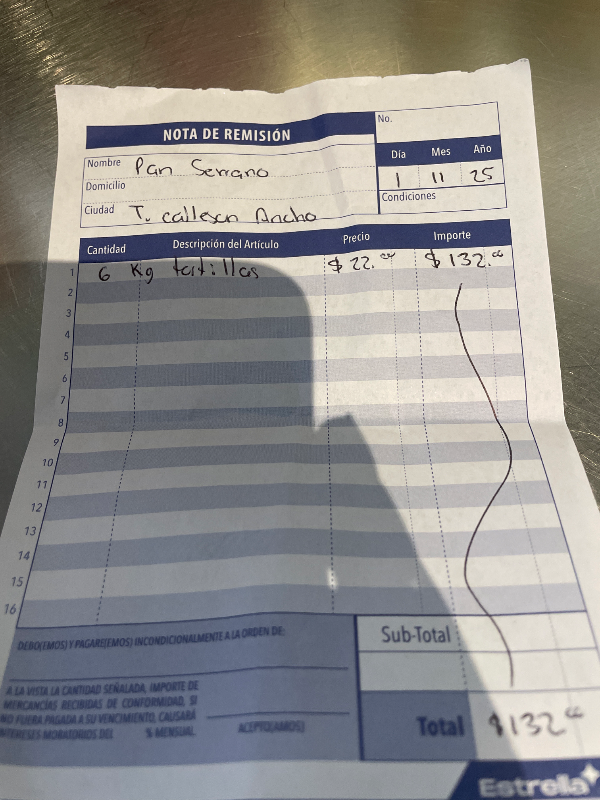 NOTA DE REMISIÓN
No.
Nombre Pan Serrano
Domicilio
Ciudad T. callejon Ancho
Día Mes Año
1 11 25
Condiciones
Cantidad Descripción del Artículo Precio Importe
1 6 Kg tortillas $22.00 $132.00
2
3
4
5
6
7
8
9
10
11
12
13
14
15
16
DEBO(EMOS) Y PAGARE(EMOS) INCONDICIONALMENTE A LA ORDEN DE:
A LA VISTA LA CANTIDAD SEÑALADA, IMPORTE DE
MERCANCÍAS RECIBIDAS DE CONFORMIDAD, SI
NO FUERA PAGADA A SU VENCIMIENTO, CAUSARÁ
INTERESES MORATORIOS DEL % MENSUAL
ACEPTO(AMOS)
Sub-Total
Total $132.00
Estrella